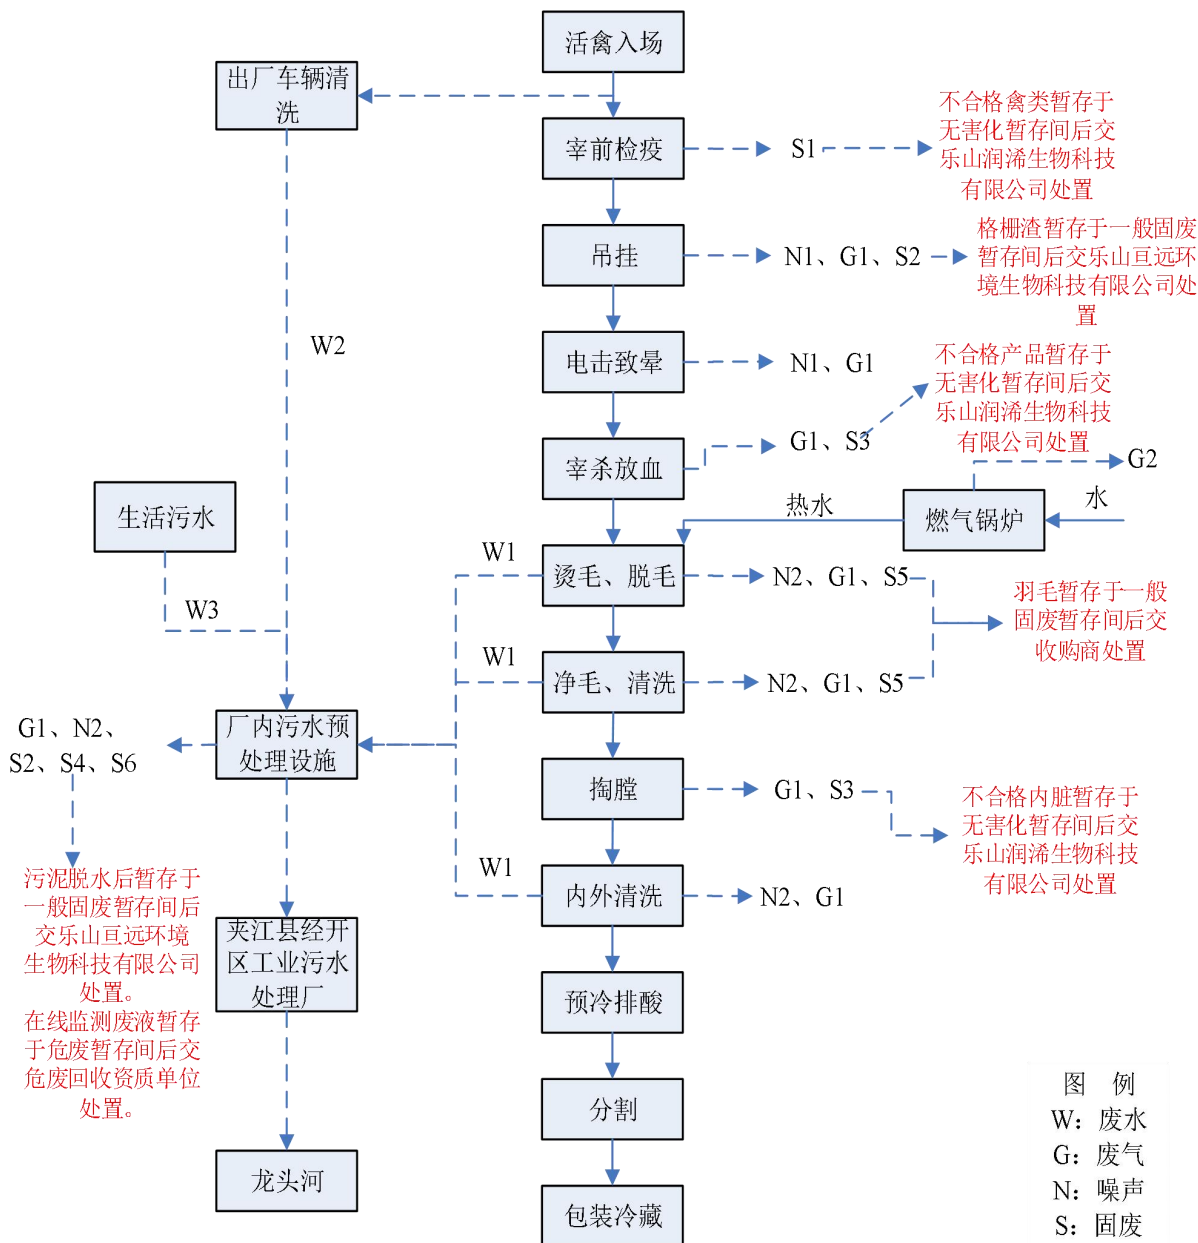 活禽入场
出厂车辆清
洗
宰前检疫
S1
不合格禽类暂存于
无害化暂存间后交
乐山润浠生物科技
有限公司处置
吊挂
N1、G1、S2
格栅渣暂存于一般固废
暂存间后交乐山亘远环
境生物科技有限公司处
置
W2
电击致晕
N1、G1
不合格产品暂存于
无害化暂存间后交
乐山润浠生物科技
有限公司处置
宰杀放血
G1、S3
G2
生活污水
热水
燃气锅炉
水
W1
烫毛、脱毛
N2、G1、S5
羽毛暂存于一般
固废暂存间后交
收购商处置
W3
W1
净毛、清洗
N2、G1、S5
G1、N2、
S2、S4、S6
厂内污水预
处理设施
掏膛
G1、S3
不合格内脏暂存于
无害化暂存间后交
乐山润浠生物科技
有限公司处置
W1
内外清洗
N2、G1
污泥脱水后暂存于
一般固废暂存间后
交乐山亘远环境
生物科技有限公司
处置。
在线监测废液暂存
于危废暂存间后交
危废回收资质单位
处置。
夹江县经开
区工业污水
处理厂
预冷排酸
分割
龙头河
包装冷藏
图 例
W：废水
G：废气
N：噪声
S：固废